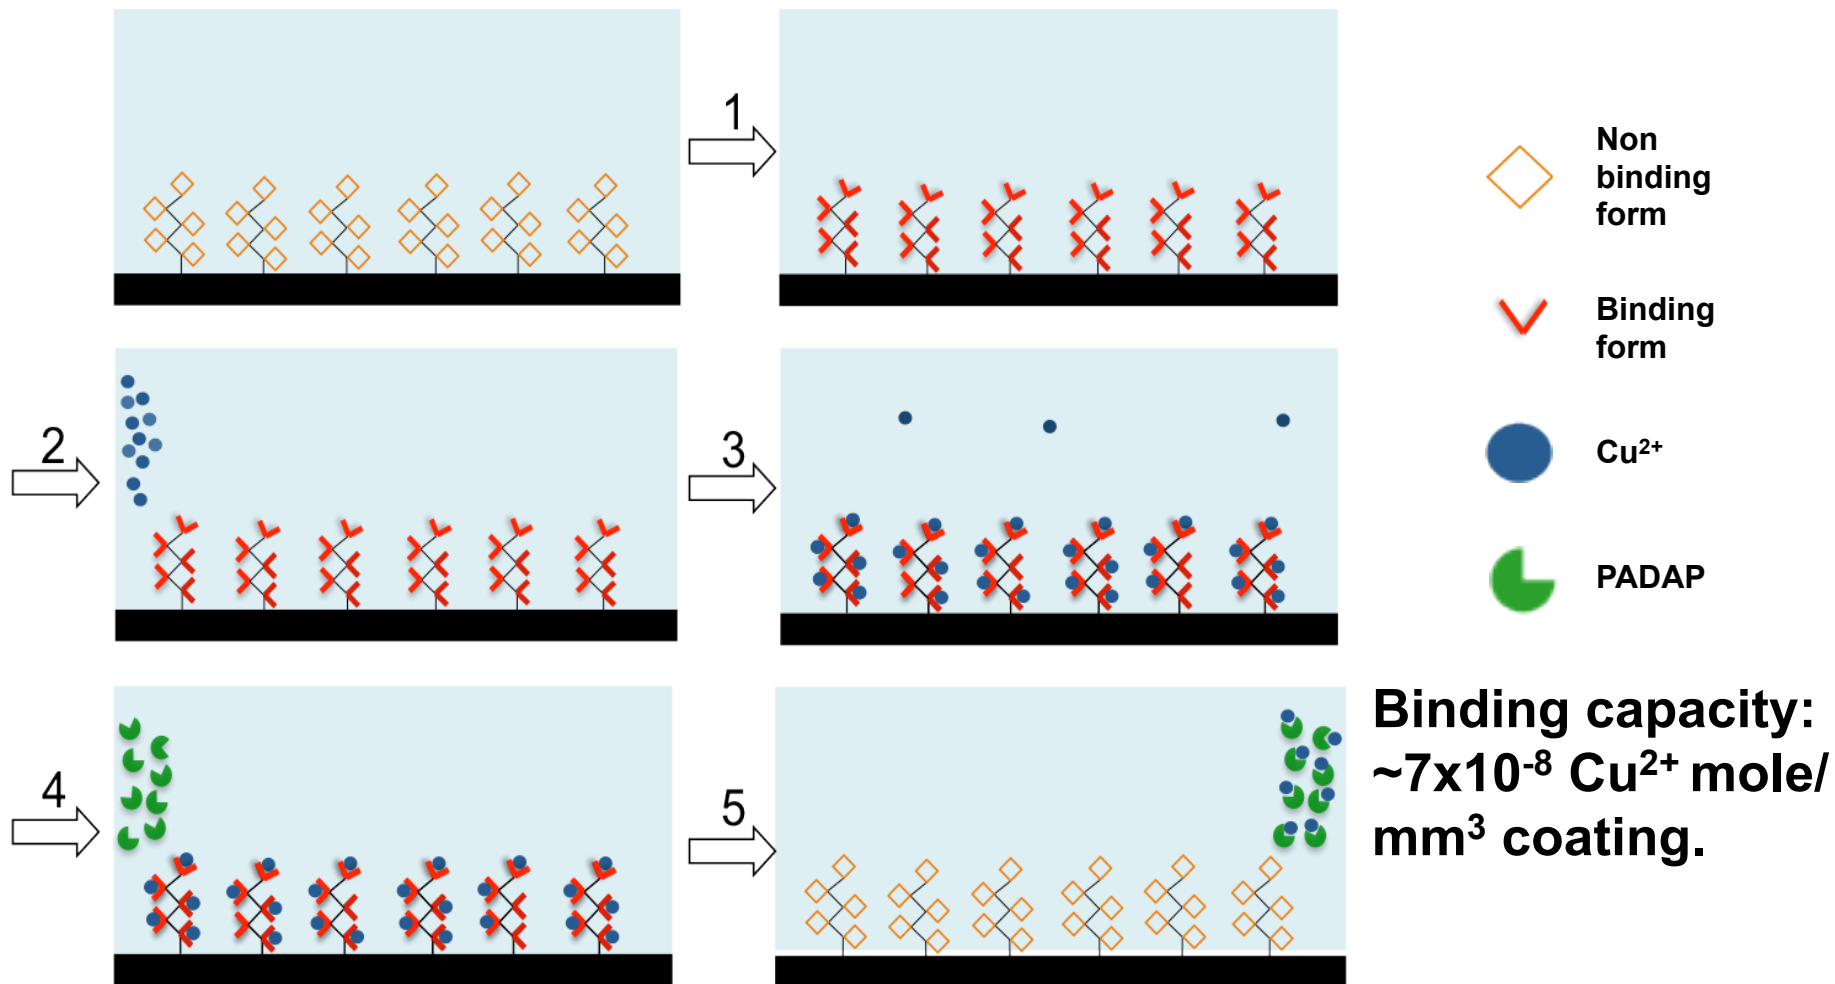 1
Non
binding
form
Binding
form
2
3
Cu²⁺
PADAP
4
5
Binding capacity:
~7x10⁻⁸ Cu²⁺ mole/
mm³ coating.